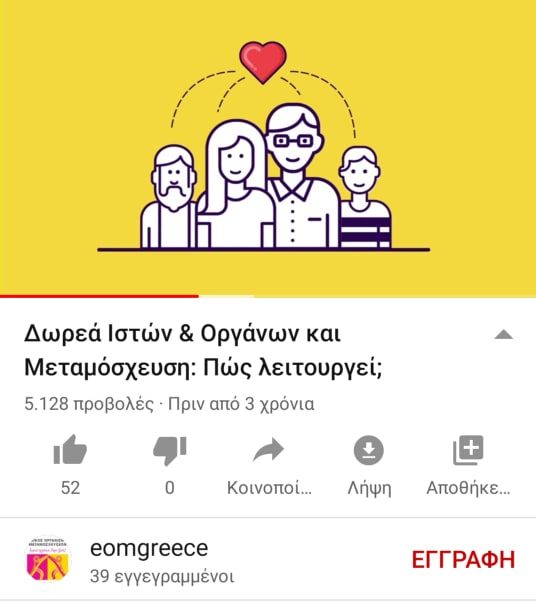 Δωρεά Ιστών & Οργάνων και
Μεταμόσχευση: Πώς λειτουργεί;
5.128 προβολές · Πριν από 3 χρόνια
52
0
Κοινοποί...
Λήψη
Αποθήκε...
eomgreece
39 εγγεγραμμένοι
ΕΓΓΡΑΦΗ